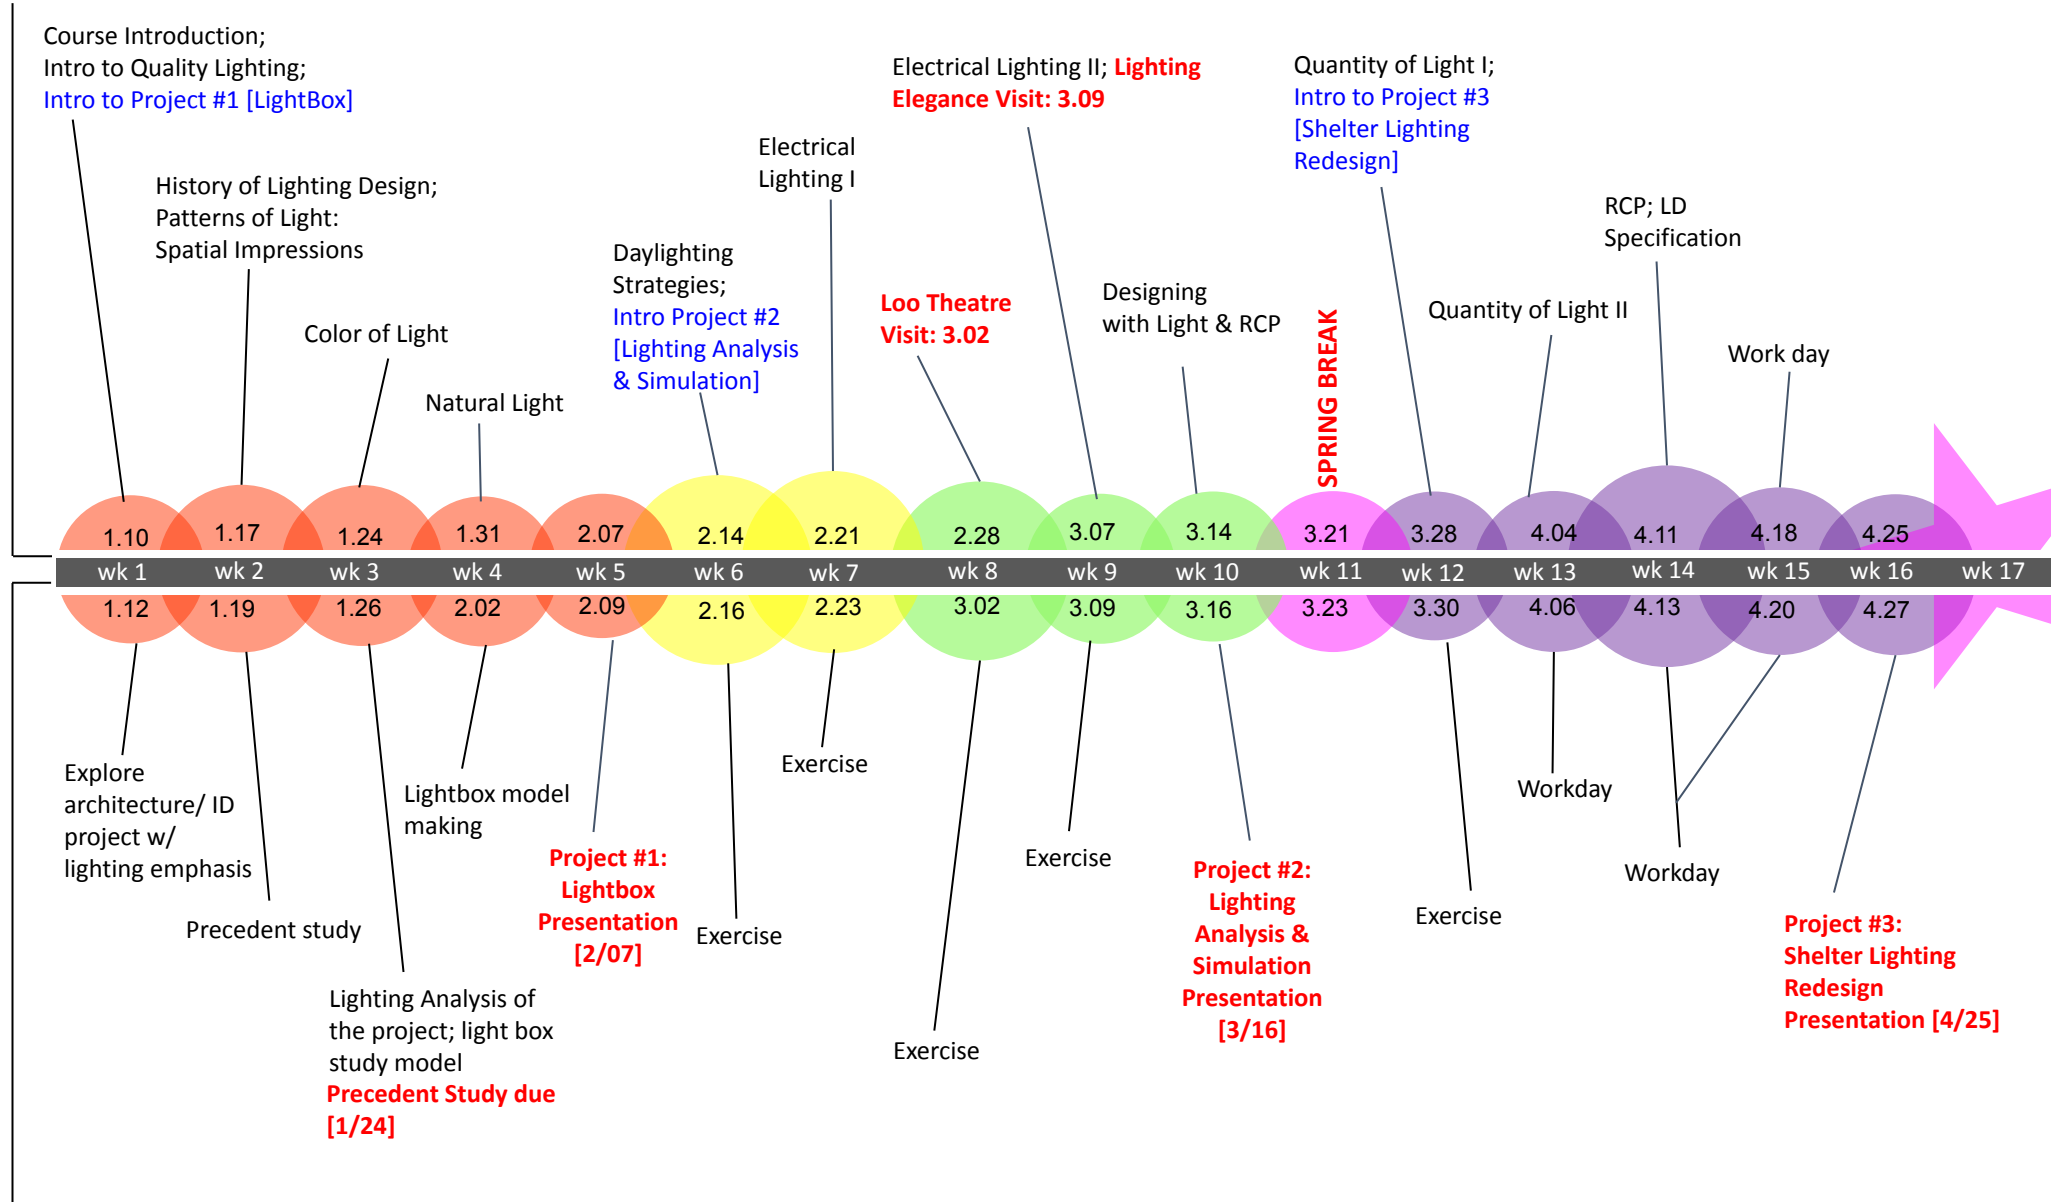 Course Introduction;
Intro to Quality Lighting;
Intro to Project #1 [LightBox]
History of Lighting Design;
Patterns of Light:
Spatial Impressions
Color of Light
Natural Light
Daylighting
Strategies;
Intro Project #2
[Lighting Analysis
& Simulation]
Electrical
Lighting I
Loo Theatre
Visit: 3.02
Electrical Lighting II; Lighting
Elegance Visit: 3.09
Designing
with Light & RCP
SPRING BREAK
Quantity of Light I;
Intro to Project #3
[Shelter Lighting
Redesign]
Quantity of Light II
RCP; LD
Specification
Work day
1.10 1.17 1.24 1.31 2.07 2.14 2.21 2.28 3.07 3.14 3.21 3.28 4.04 4.11 4.18 4.25
wk 1 wk 2 wk 3 wk 4 wk 5 wk 6 wk 7 wk 8 wk 9 wk 10 wk 11 wk 12 wk 13 wk 14 wk 15 wk 16 wk 17
1.12 1.19 1.26 2.02 2.09 2.16 2.23 3.02 3.09 3.16 3.23 3.30 4.06 4.13 4.20 4.27
Explore
architecture/ ID
project w/
lighting emphasis
Precedent study
Lighting Analysis of
the project; light box
study model
Precedent Study due
[1/24]
Lightbox model
making
Project #1:
Lightbox
Presentation
[2/07]
Exercise
Exercise
Exercise
Exercise
Project #2:
Lighting
Analysis &
Simulation
Presentation
[3/16]
Exercise
Workday
Workday
Project #3:
Shelter Lighting
Redesign
Presentation [4/25]